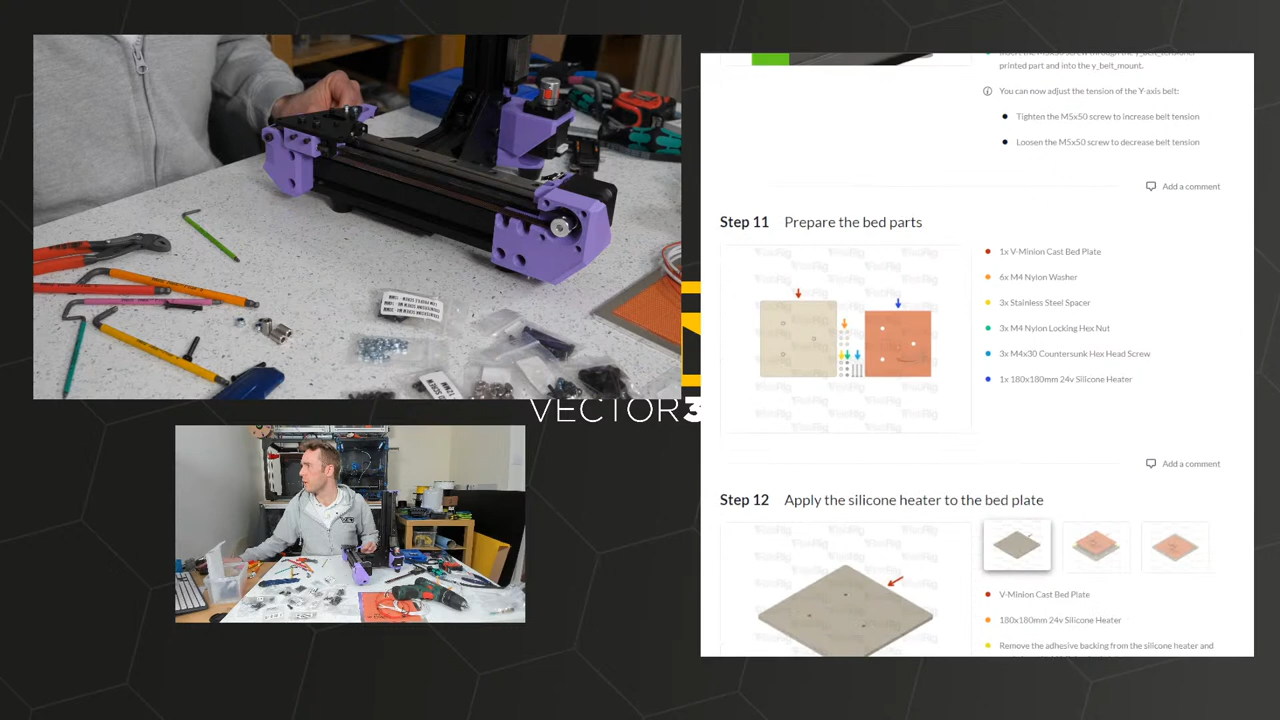 printed part and into the y_belt_mount.
You can now adjust the tension of the Y-axis belt:
Tighten the M5x50 screw to increase belt tension
Loosen the M5x50 screw to decrease belt tension
Add a comment
Step 11 Prepare the bed parts
1x V-Minion Cast Bed Plate
6x M4 Nylon Washer
3x Stainless Steel Spacer
3x M4 Nylon Locking Hex Nut
3x M4x30 Countersunk Hex Head Screw
1x 180x180mm 24v Silicone Heater
Add a comment
Step 12 Apply the silicone heater to the bed plate
V-Minion Cast Bed Plate
180x180mm 24v Silicone Heater
Remove the adhesive backing from the silicone heater and
VECTOR3